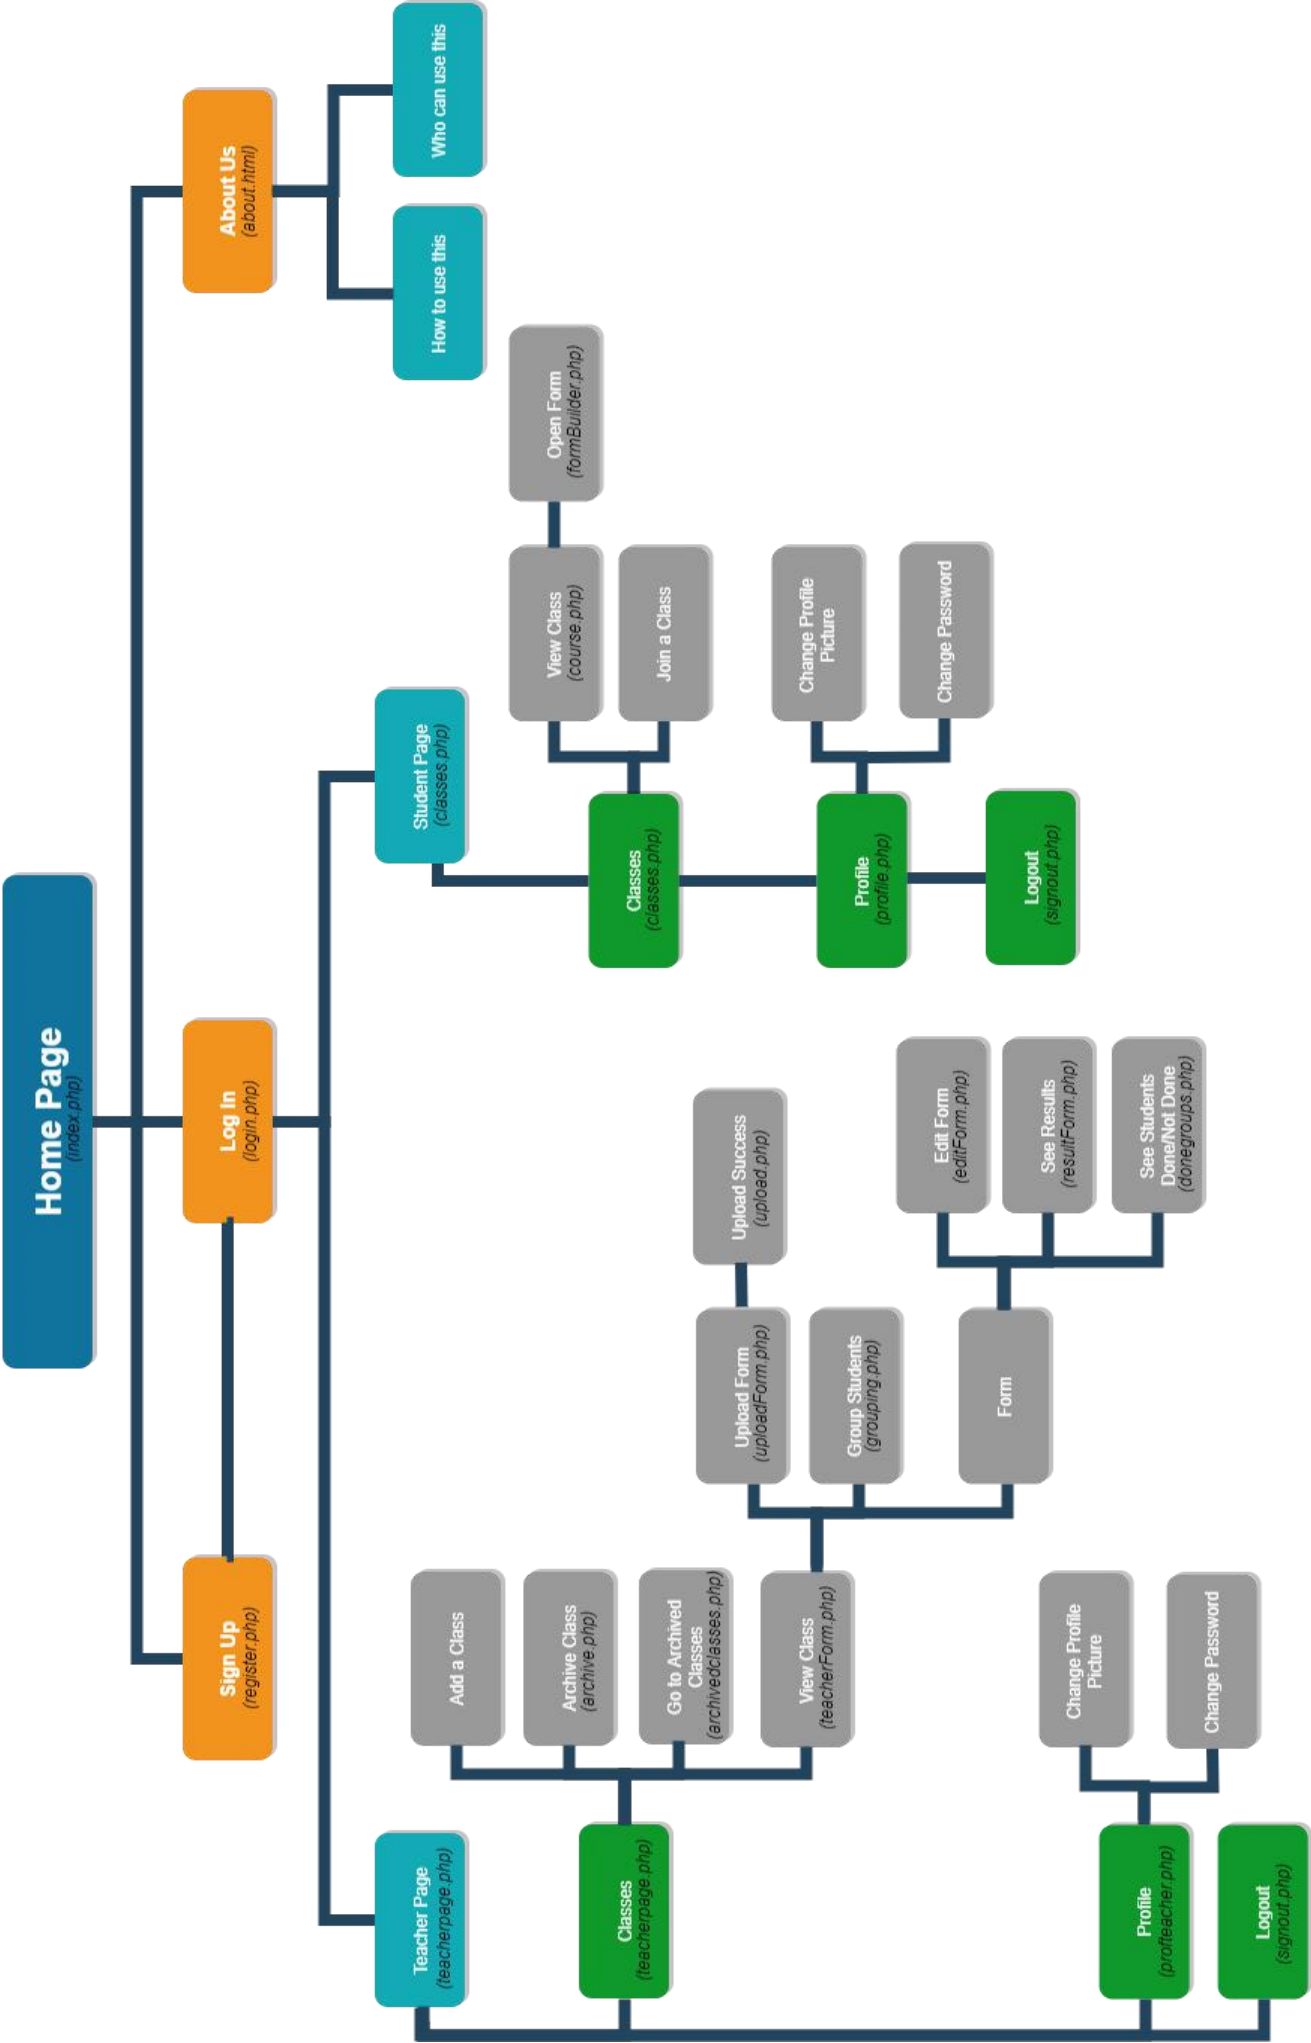 Home Page
(index.php)
Sign Up
(register.php)
Log In
(login.php)
About Us
(about.html)
How to use this
Who can use this
Teacher Page
(teacherpage.php)
Student Page
(classes.php)
Classes
(teacherpage.php)
Add a Class
Archive Class
(archive.php)
Go to Archived
Classes
(archivedclasses.php)
View Class
(teacherForm.php)
Upload Form
(uploadForm.php)
Upload Success
(upload.php)
Group Students
(grouping.php)
Form
Edit Form
(editForm.php)
See Results
(resultForm.php)
See Students
Done/Not Done
(donegroups.php)
Profile
(profteacher.php)
Change Profile
Picture
Change Password
Logout
(signout.php)
Classes
(classes.php)
View Class
(course.php)
Open Form
(formBuilder.php)
Join a Class
Profile
(profile.php)
Change Profile
Picture
Change Password
Logout
(signout.php)